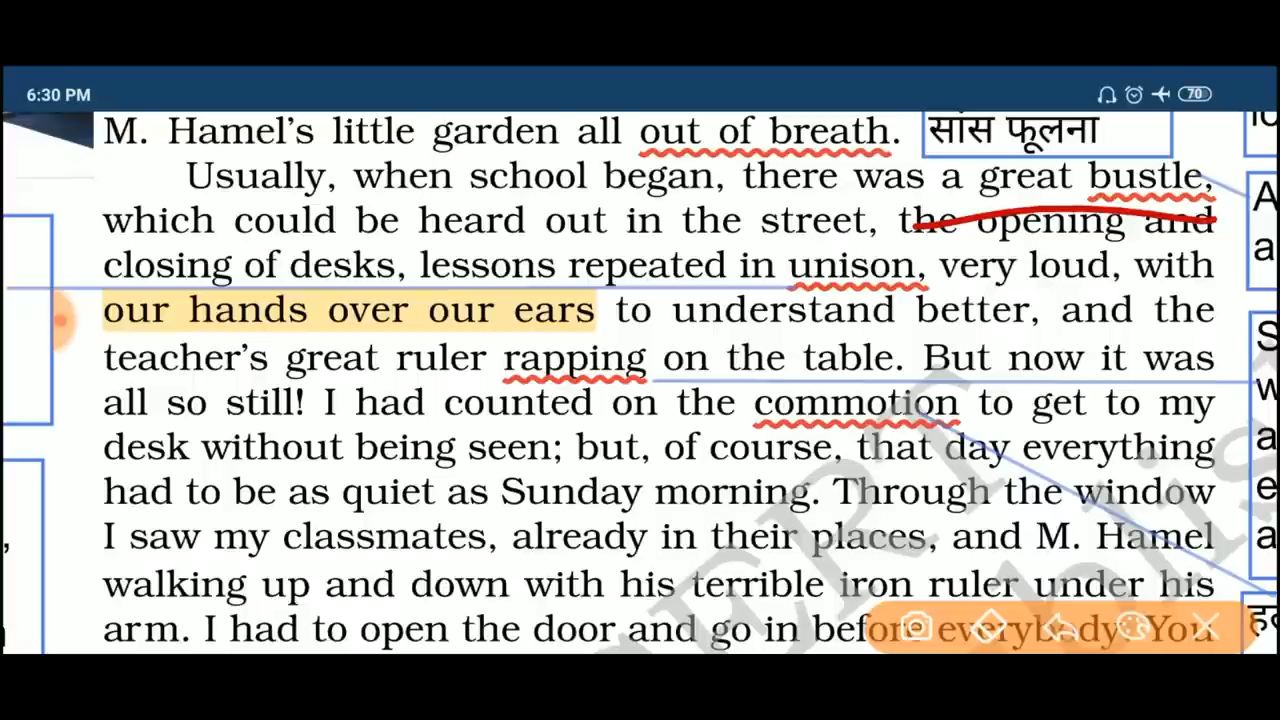 6:30 PM
70
M. Hamel's little garden all out of breath. सांस फूलना
Usually, when school began, there was a great bustle,
which could be heard out in the street, the opening and
closing of desks, lessons repeated in unison, very loud, with
our hands over our ears to understand better, and the
teacher's great ruler rapping on the table. But now it was
all so still! I had counted on the commotion to get to my
desk without being seen; but, of course, that day everything
had to be as quiet as Sunday morning. Through the window
I saw my classmates, already in their places, and M. Hamel
walking up and down with his terrible iron ruler under his
arm. I had to open the door and go in before everybody. You